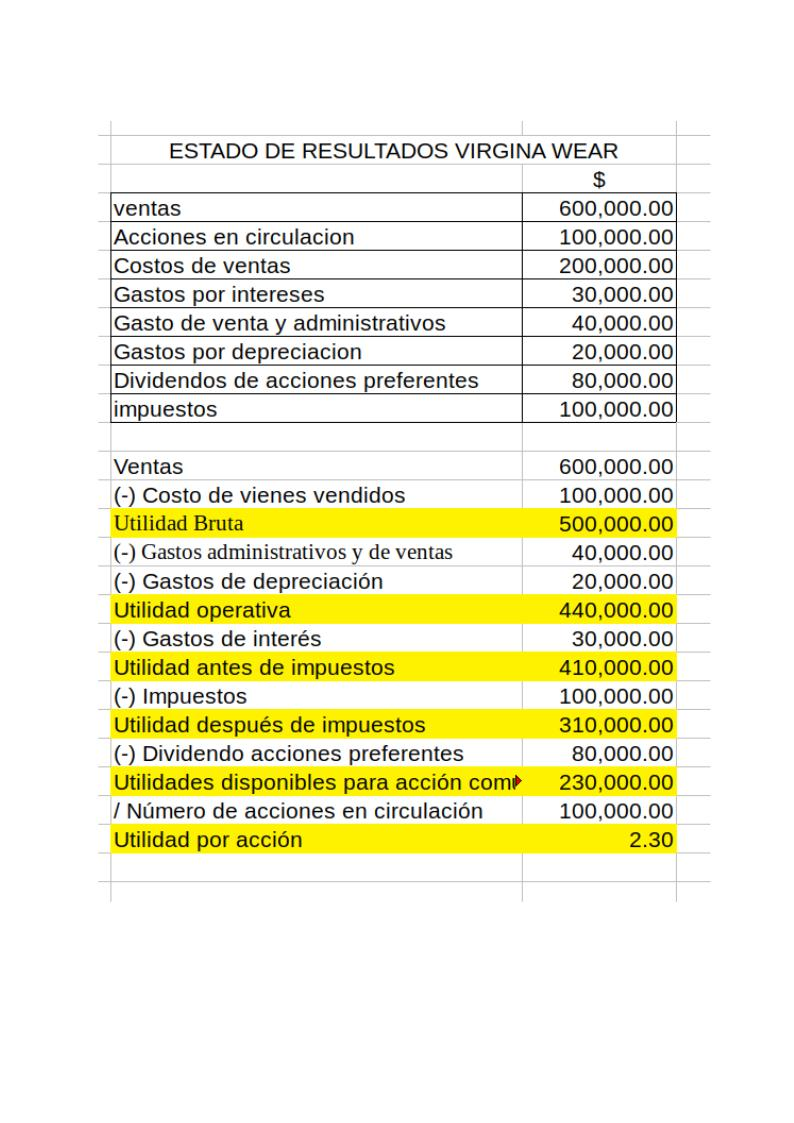 ESTADO DE RESULTADOS VIRGINA WEAR
$
ventas 600,000.00
Acciones en circulacion 100,000.00
Costos de ventas 200,000.00
Gastos por intereses 30,000.00
Gasto de venta y administrativos 40,000.00
Gastos por depreciacion 20,000.00
Dividendos de acciones preferentes 80,000.00
impuestos 100,000.00
Ventas 600,000.00
(-) Costo de vienes vendidos 100,000.00
Utilidad Bruta 500,000.00
(-) Gastos administrativos y de ventas 40,000.00
(-) Gastos de depreciación 20,000.00
Utilidad operativa 440,000.00
(-) Gastos de interés 30,000.00
Utilidad antes de impuestos 410,000.00
(-) Impuestos 100,000.00
Utilidad después de impuestos 310,000.00
(-) Dividendo acciones preferentes 80,000.00
Utilidades disponibles para acción 230,000.00
/ Número de acciones en circulación 100,000.00
Utilidad por acción 2.30